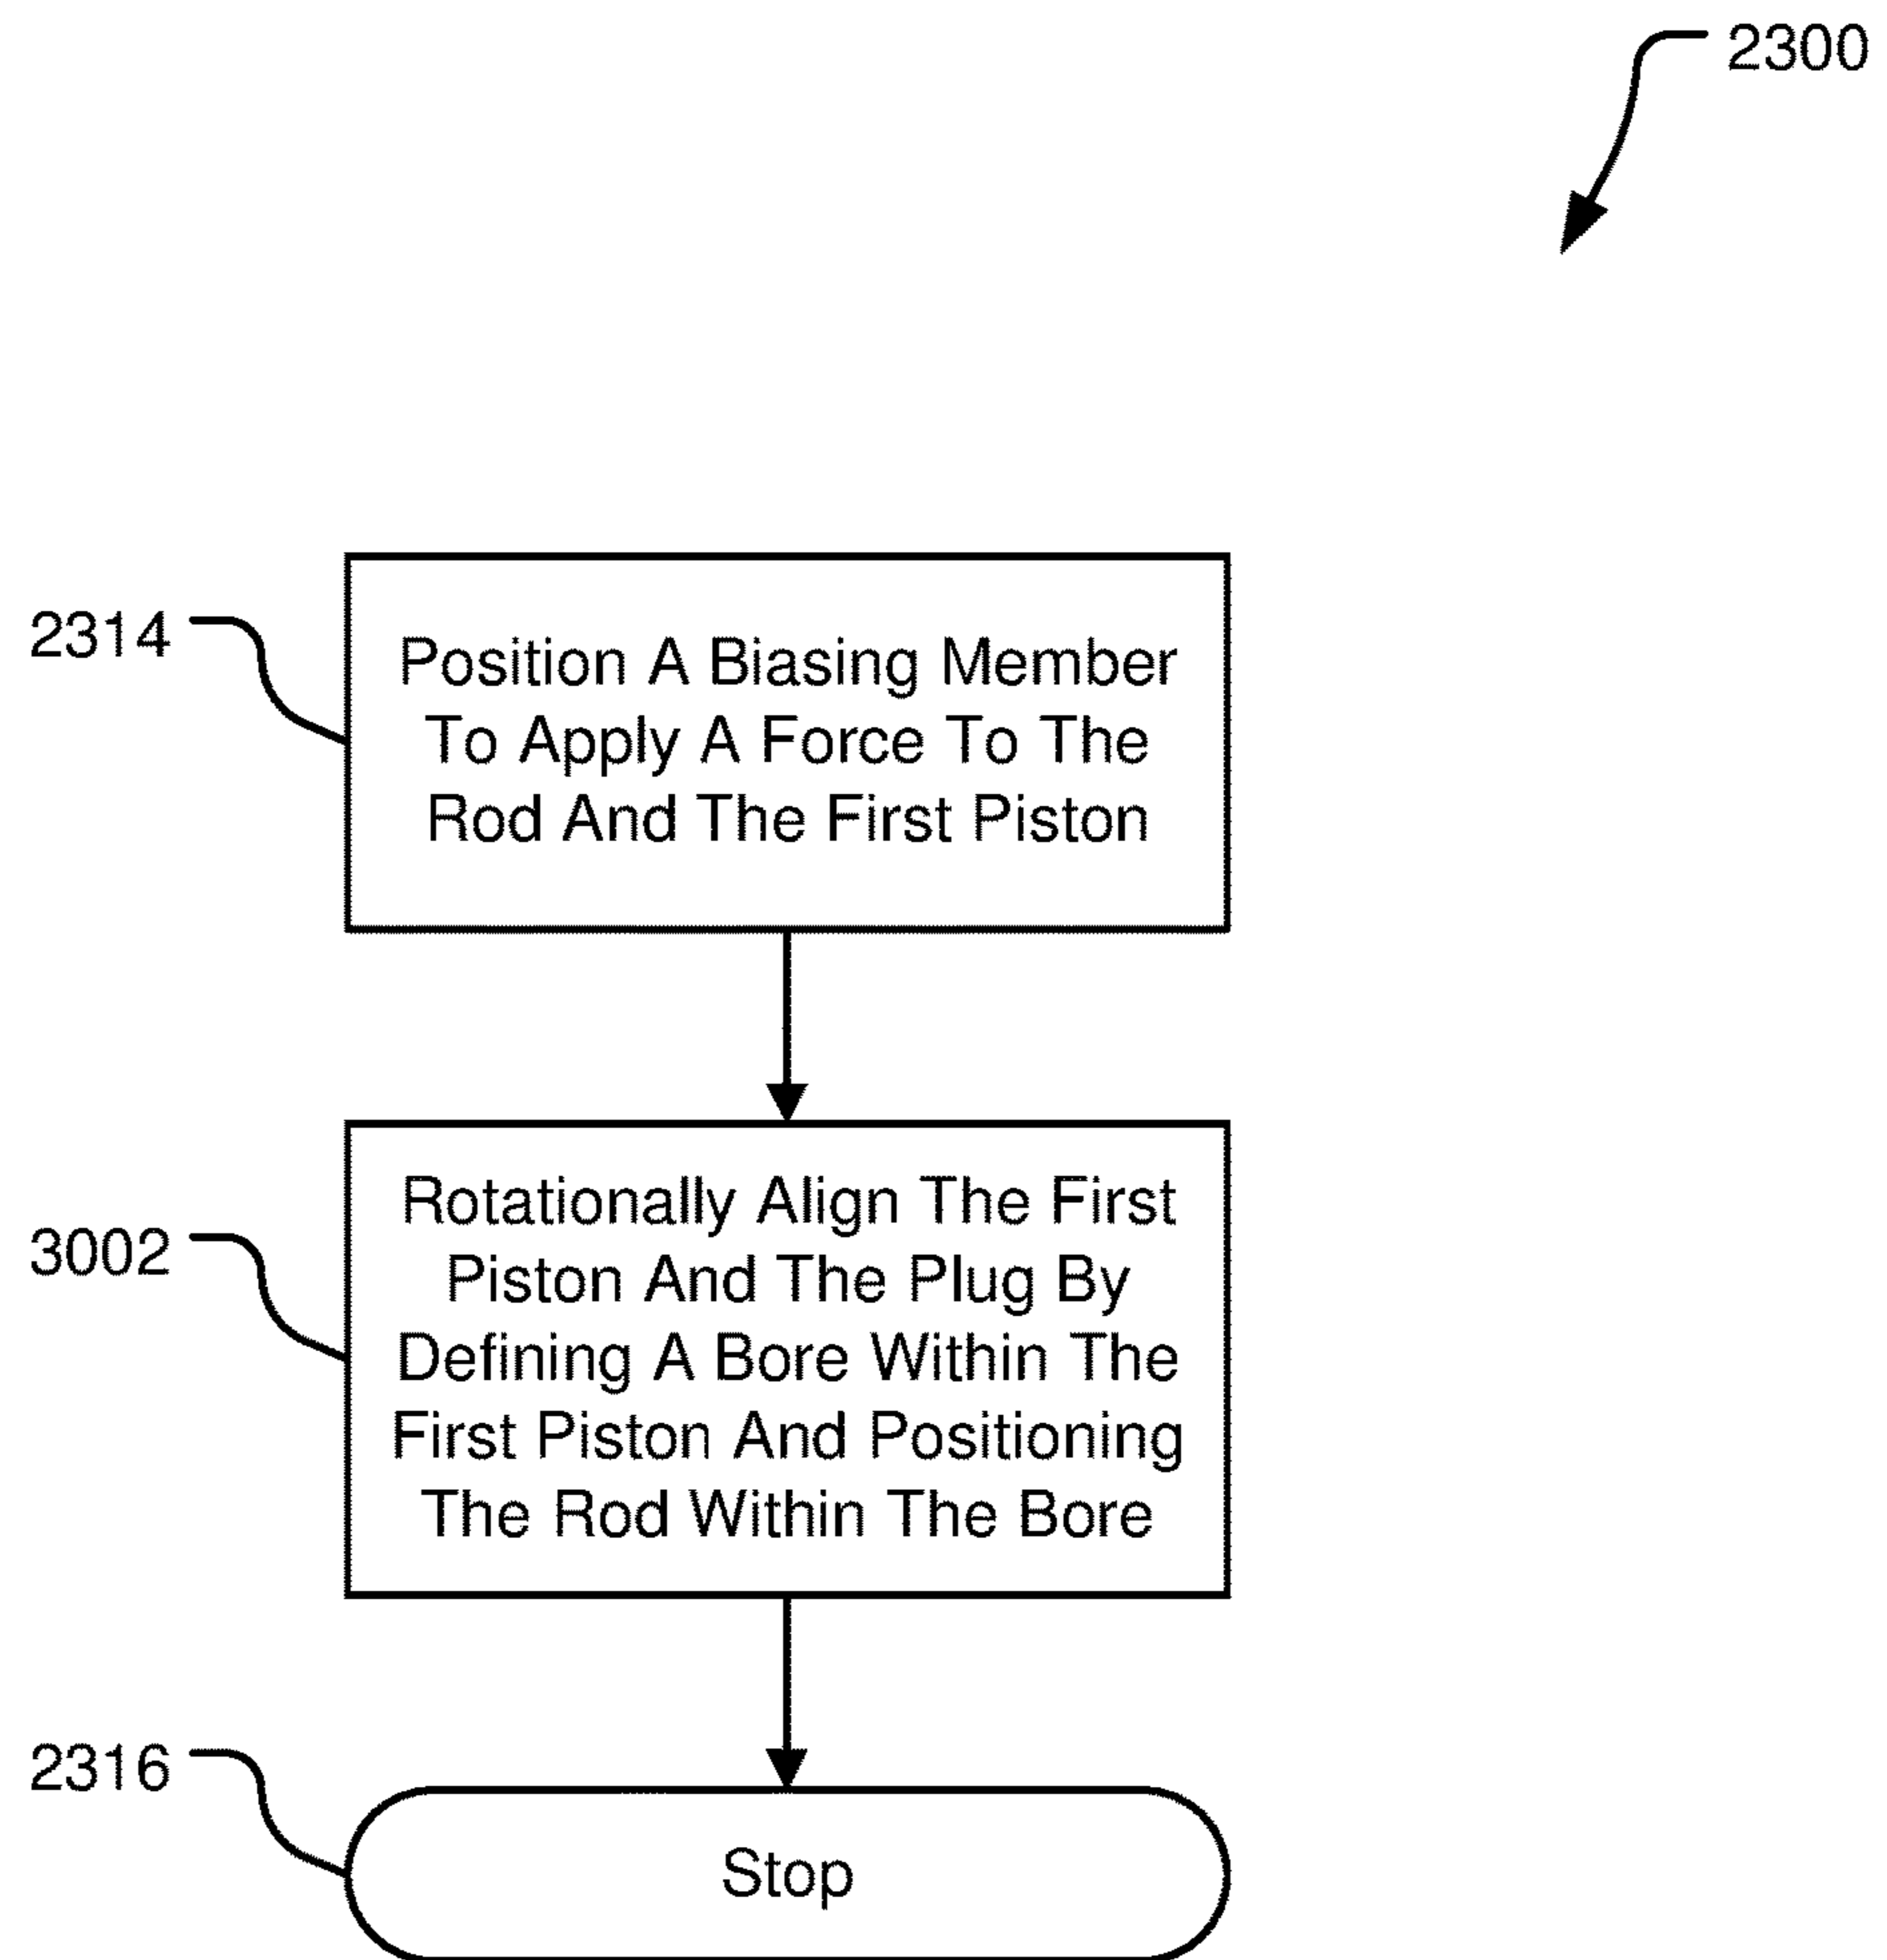 2300
2314
Position A Biasing Member
To Apply A Force To The
Rod And The First Piston
3002
Rotationally Align The First
Piston And The Plug By
Defining A Bore Within The
First Piston And Positioning
The Rod Within The Bore
2316
Stop